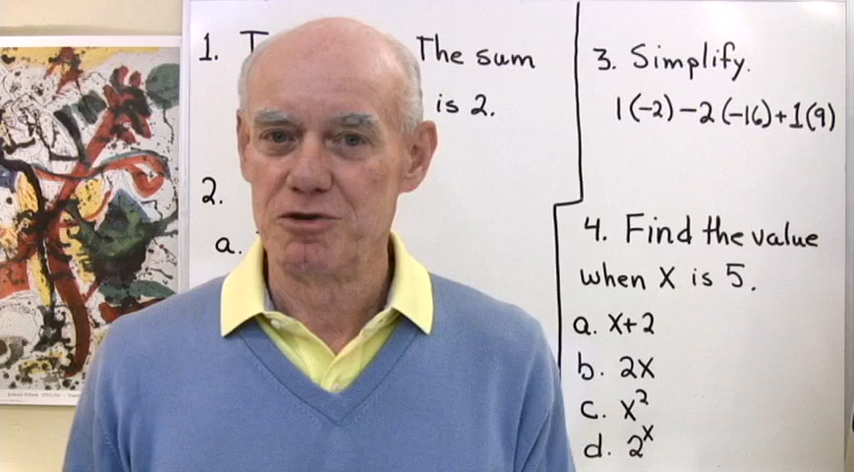 1. T The sum
is 2.
2.
a.
3. Simplify.
1(-2)-2(-16)+1(9)
4. Find the value
when X is 5.
a. X+2
b. 2X
c. X²
d. 2ˣ